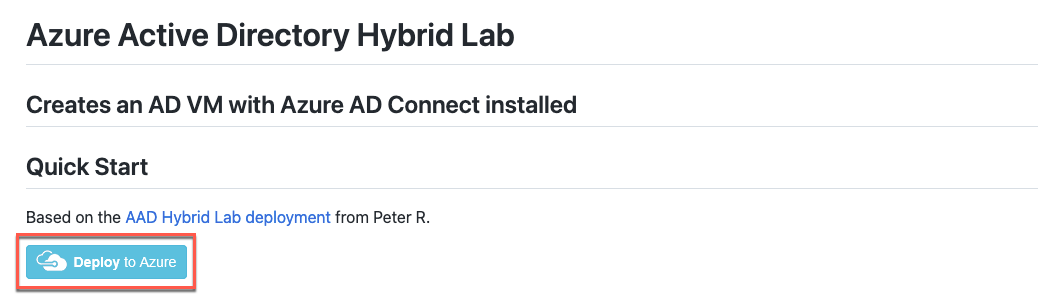 Azure Active Directory Hybrid Lab
Creates an AD VM with Azure AD Connect installed
Quick Start
Based on the AAD Hybrid Lab deployment from Peter R.
Deploy to Azure